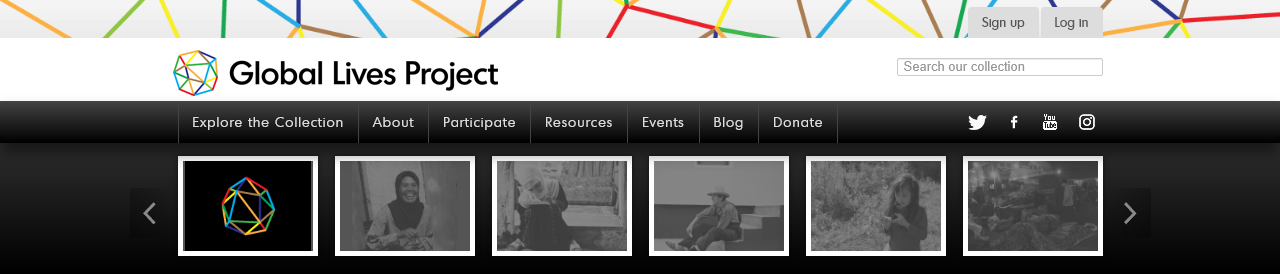 Sign up
Log in
Global Lives Project
Search our collection
Explore the Collection
About
Participate
Resources
Events
Blog
Donate
You
Tube